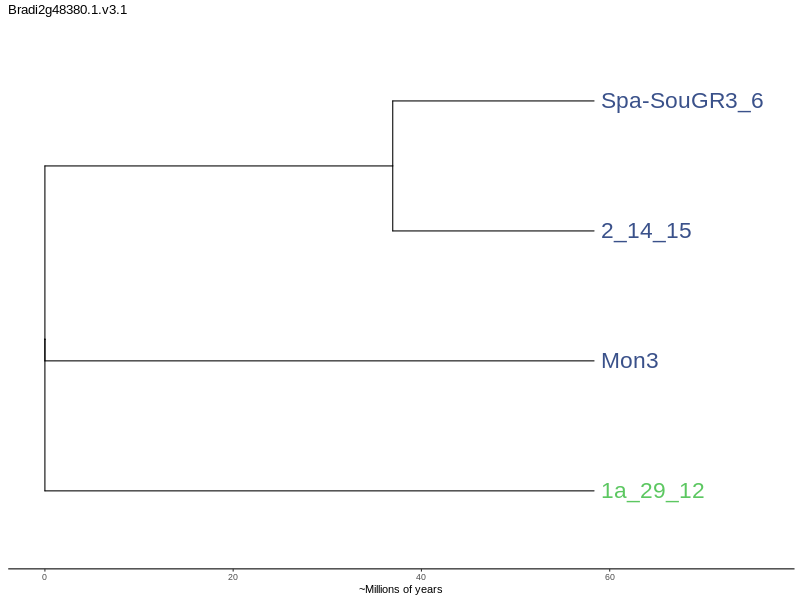 Bradi2g48380.1.v3.1
Spa-SouGR3_6
2_14_15
Mon3
1a_29_12
0 20 40 60
~Millions of years